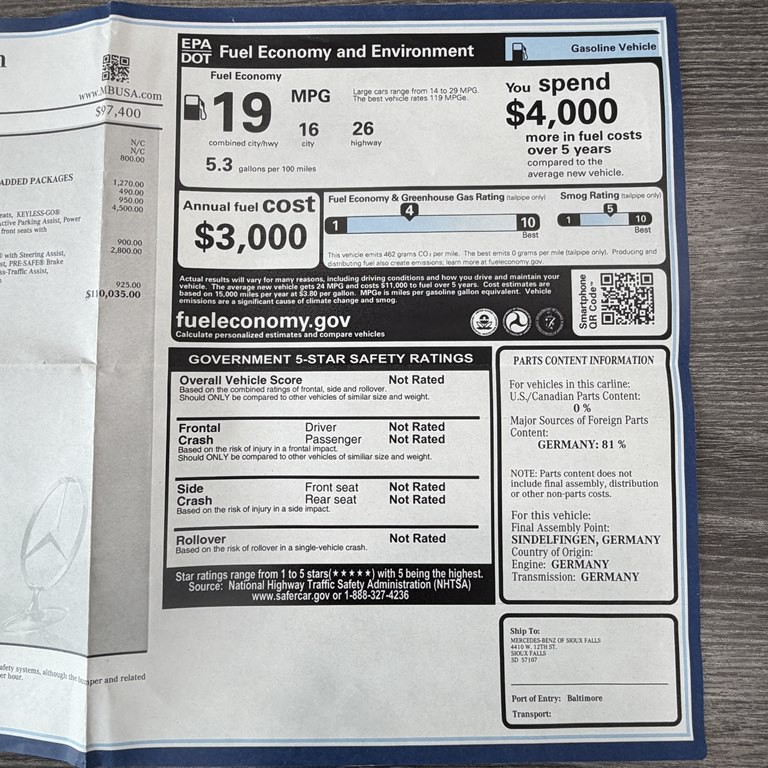 www.MBUSA.com
$97,400
N/C
N/C
800.00
ADDED PACKAGES
1,270.00
490.00
950.00
4,500.00
eats, KEYLESS-GO®
Active Parking Assist, Power
front seats with
900.00
2,800.00
with Steering Assist,
PRE-SAFE® Brake
ss-Traffic Assist,
925.00
$110,035.00
afety systems, although the bumper and related
er hour.
EPA
DOT
Fuel Economy and Environment
Gasoline Vehicle
Fuel Economy
19
MPG
Large cars range from 14 to 29 MPG.
The best vehicle rates 119 MPGe.
16
26
combined city/hwy
city
highway
5.3 gallons per 100 miles
You spend
$4,000
more in fuel costs
over 5 years
compared to the
average new vehicle.
Annual fuel cost
$3,000
Fuel Economy & Greenhouse Gas Rating (tailpipe only)
4
1
10
Best
Smog Rating (tailpipe only)
5
1
10
Best
This vehicle emits 462 grams CO₂ per mile. The best emits 0 grams per mile (tailpipe only). Producing and
distributing fuel also create emissions; learn more at fueleconomy.gov.
Actual results will vary for many reasons, including driving conditions and how you drive and maintain your
vehicle. The average new vehicle gets 24 MPG and costs $11,000 to fuel over 5 years. Cost estimates are
based on 15,000 miles per year at $3.80 per gallon. MPGe is miles per gasoline gallon equivalent. Vehicle
emissions are a significant cause of climate change and smog.
fueleconomy.gov
Calculate personalized estimates and compare vehicles
Smartphone
QR Code™
GOVERNMENT 5-STAR SAFETY RATINGS
Overall Vehicle Score Not Rated
Based on the combined ratings of frontal, side and rollover.
Should ONLY be compared to other vehicles of similar size and weight.
Frontal Driver Not Rated
Crash Passenger Not Rated
Based on the risk of injury in a frontal impact.
Should ONLY be compared to other vehicles of similiar size and weight.
Side Front seat Not Rated
Crash Rear seat Not Rated
Based on the risk of injury in a side impact.
Rollover Not Rated
Based on the risk of rollover in a single-vehicle crash.
Star ratings range from 1 to 5 stars(★★★★★) with 5 being the highest.
Source: National Highway Traffic Safety Administration (NHTSA)
www.safercar.gov or 1-888-327-4236
PARTS CONTENT INFORMATION
For vehicles in this carline:
U.S./Canadian Parts Content:
0 %
Major Sources of Foreign Parts
Content:
GERMANY: 81 %
NOTE: Parts content does not
include final assembly, distribution
or other non-parts costs.
For this vehicle:
Final Assembly Point:
SINDELFINGEN, GERMANY
Country of Origin:
Engine: GERMANY
Transmission: GERMANY
Ship To:
MERCEDES-BENZ OF SIOUX FALLS
4410 W. 12TH ST.
SIOUX FALLS
SD 57107
Port of Entry: Baltimore
Transport: